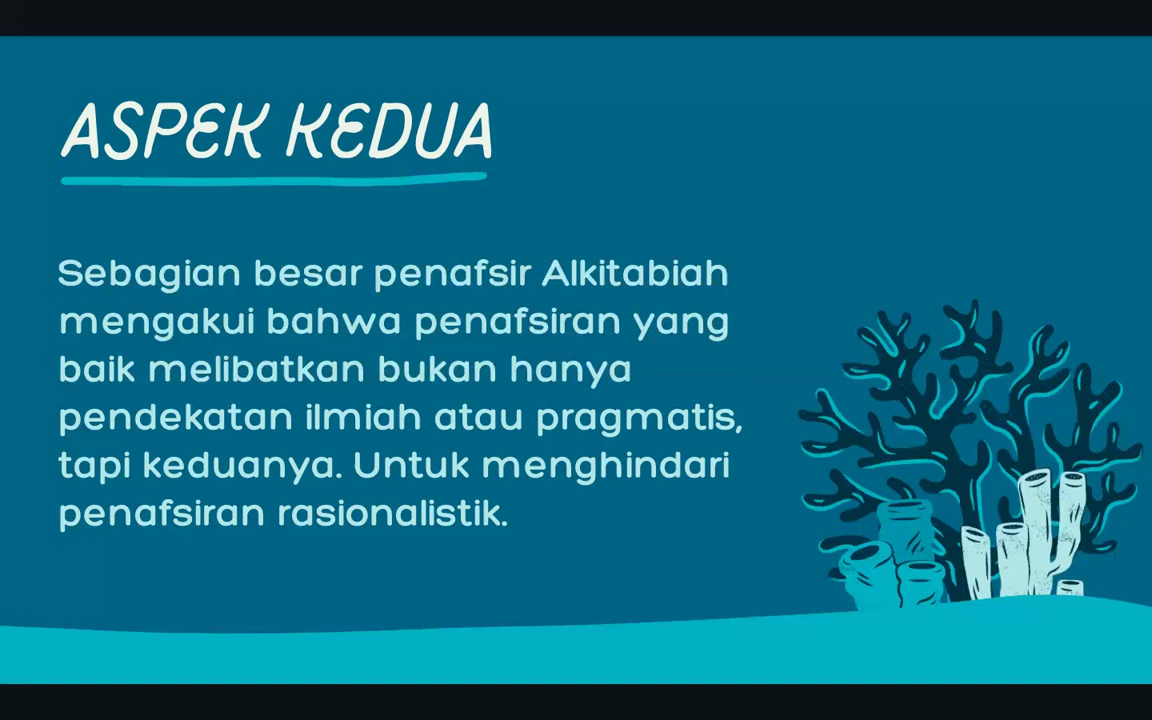 ASPEK KEDUA
Sebagian besar penafsir Alkitabiah
mengakui bahwa penafsiran yang
baik melibatkan bukan hanya
pendekatan ilmiah atau pragmatis,
tapi keduanya. Untuk menghindari
penafsiran rasionalistik.